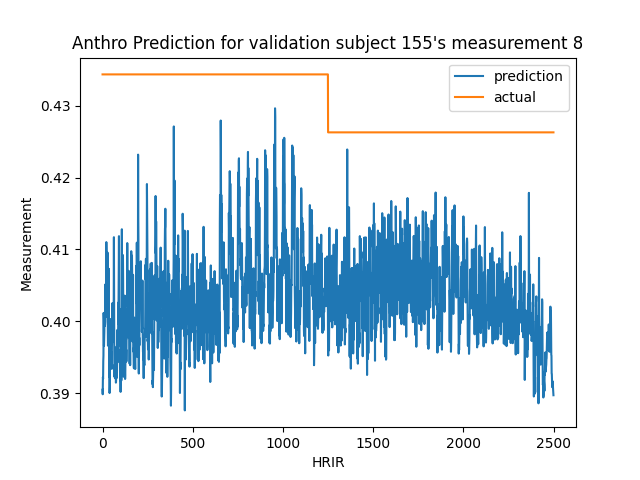 Anthro Prediction for validation subject 155's measurement 8
prediction
actual
0.43
0.42
0.41
0.40
0.39
Measurement
0
500
1000
1500
2000
2500
HRIR